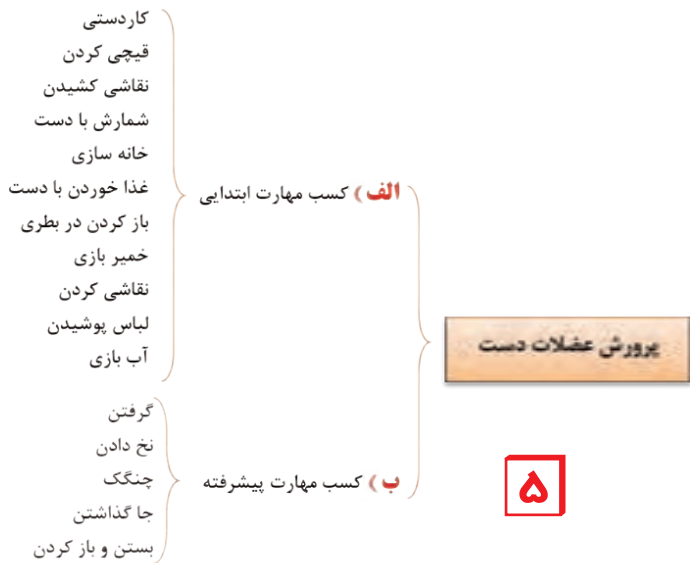 پرورش عضلات دست
الف ) کسب مهارت ابتدایی
کاردستی
قیچی کردن
نقاشی کشیدن
شمارش با دست
خانه سازی
غذا خوردن با دست
باز کردن در بطری
خمیر بازی
نقاشی کردن
لباس پوشیدن
آب بازی
ب ) کسب مهارت پیشرفته
گرفتن
نخ دادن
چنگک
جا گذاشتن
بستن و باز کردن
۵